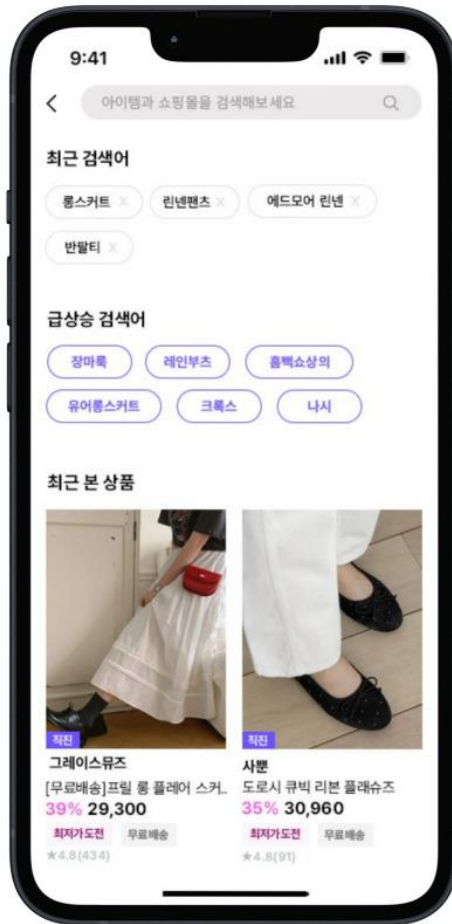 9:41
아이템과 쇼핑몰을 검색해보세요
최근 검색어
롱스커트 X 린넨팬츠 X 에드모어 린넨 X
반팔티 X
급상승 검색어
장마룩 레인부츠 흠뻑쇼상의
유어롱스커트 크록스 나시
최근 본 상품
직진 직진
그레이스뮤즈 사뿐
[무료배송]프릴 롱 플레어 스커.. 도로시 큐빅 리본 플래슈즈
39% 29,300 35% 30,960
최저가도전 무료배송 최저가도전 무료배송
★4.8(434) ★4.8(91)